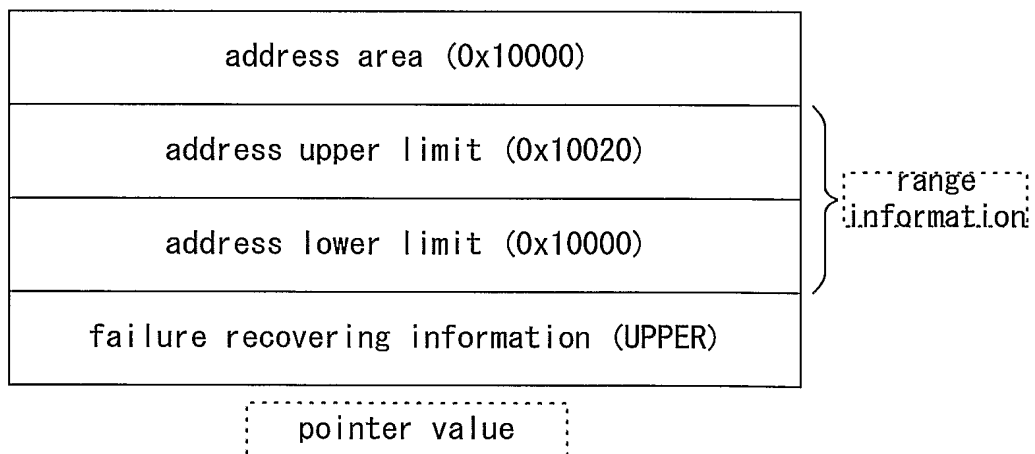 address area (0x10000)
address upper limit (0x10020)
range
information
address lower limit (0x10000)
failure recovering information (UPPER)
pointer value